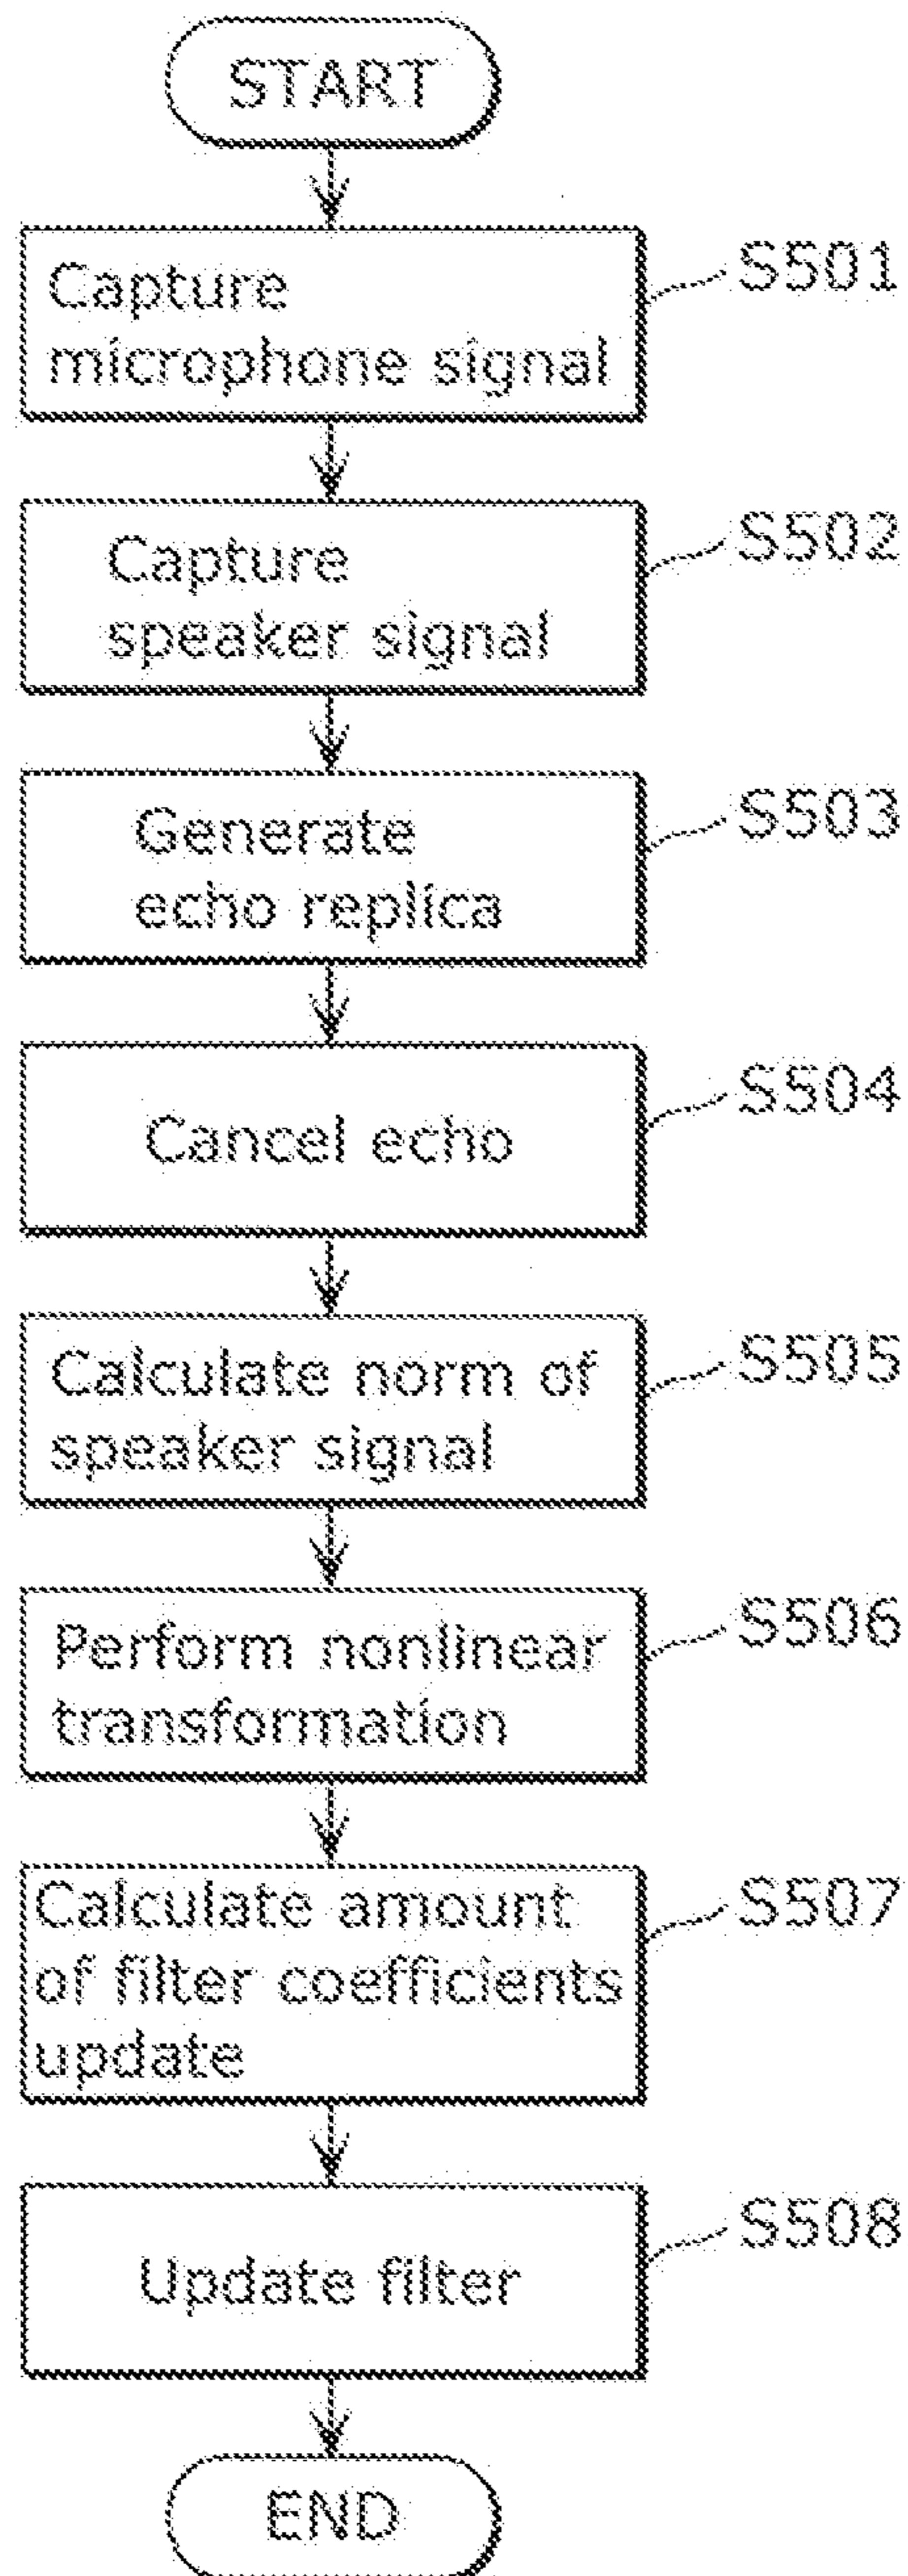 START
Capture
microphone signal
S501
Capture
speaker signal
S502
Generate
echo replica
S503
Cancel echo
S504
Calculate norm of
speaker signal
S505
Perform nonlinear
transformation
S506
Calculate amount
of filter coefficients
update
S507
Update filter
S508
END